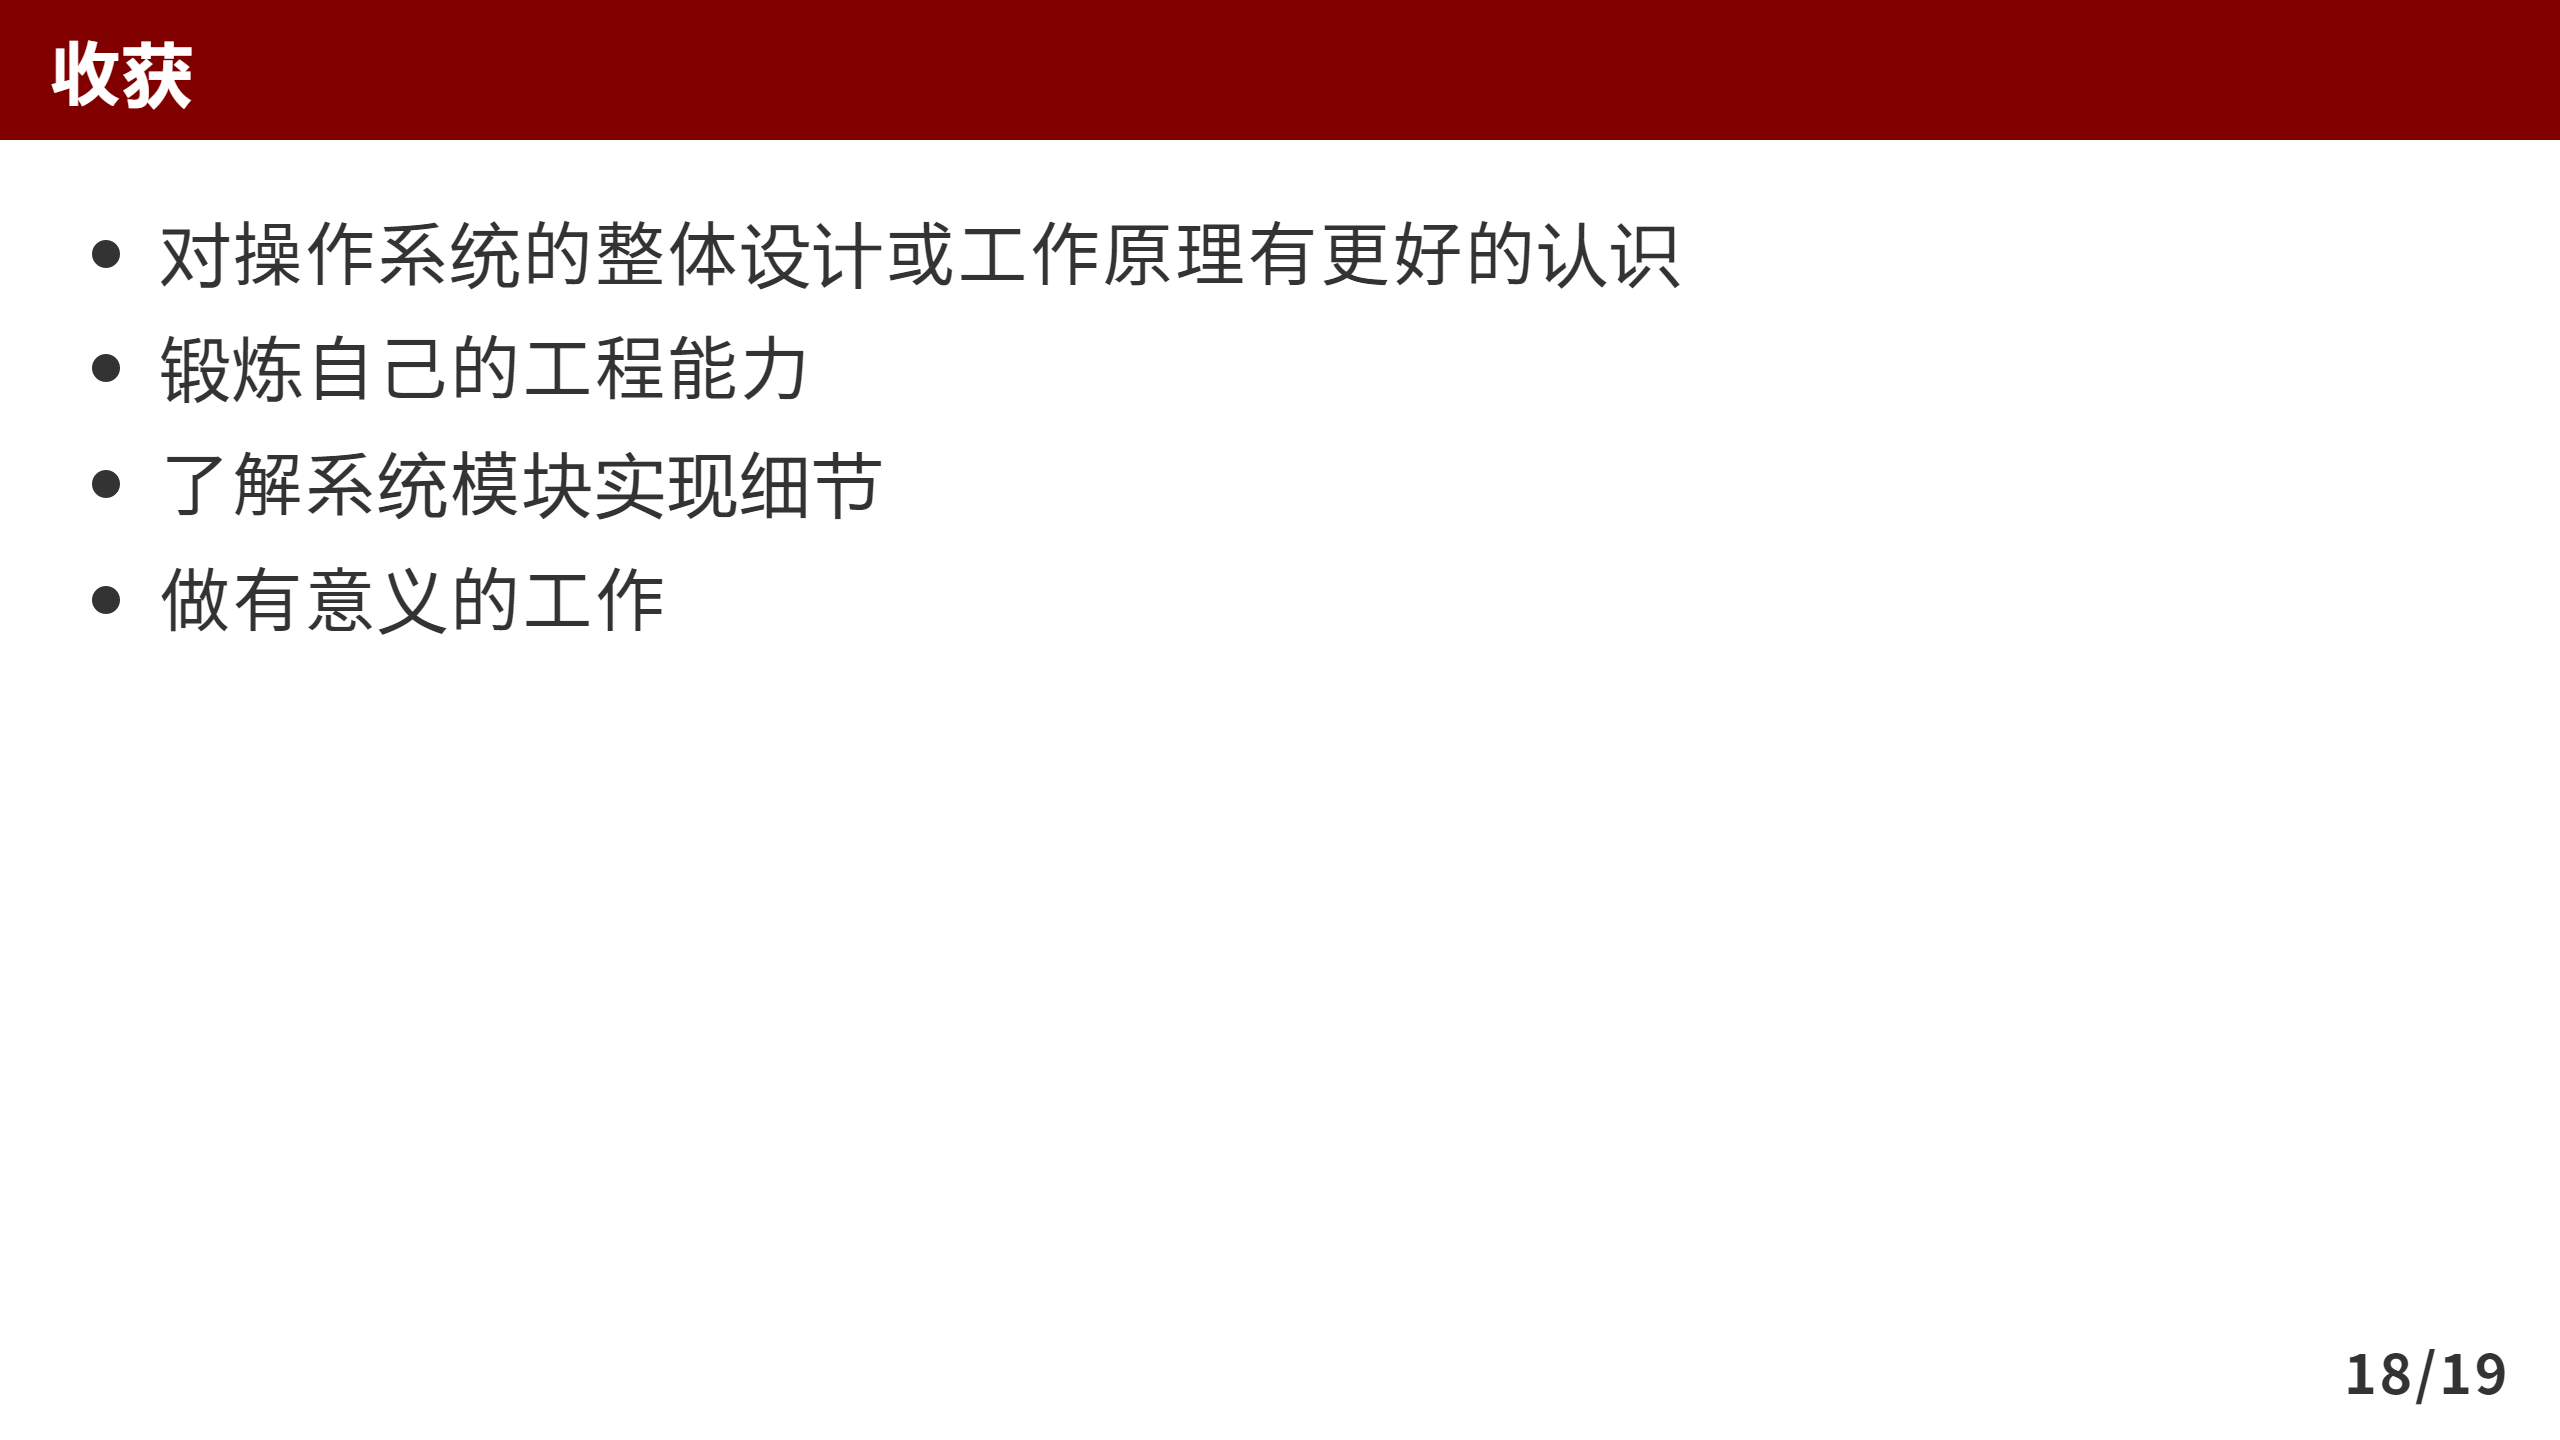 收获
• 对操作系统的整体设计或工作原理有更好的认识
• 锻炼自己的工程能力
• 了解系统模块实现细节
• 做有意义的工作
18/19